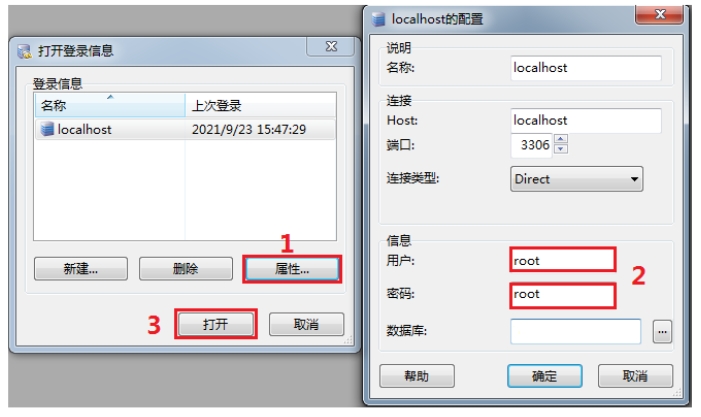 打开登录信息
登录信息
名称 上次登录
localhost 2021/9/23 15:47:29
1
新建... 删除 属性...
3 打开 取消
localhost的配置
说明
名称: localhost
连接
Host: localhost
端口: 3306
连接类型: Direct
信息
用户: root
2
密码: root
数据库: ...
帮助 确定 取消